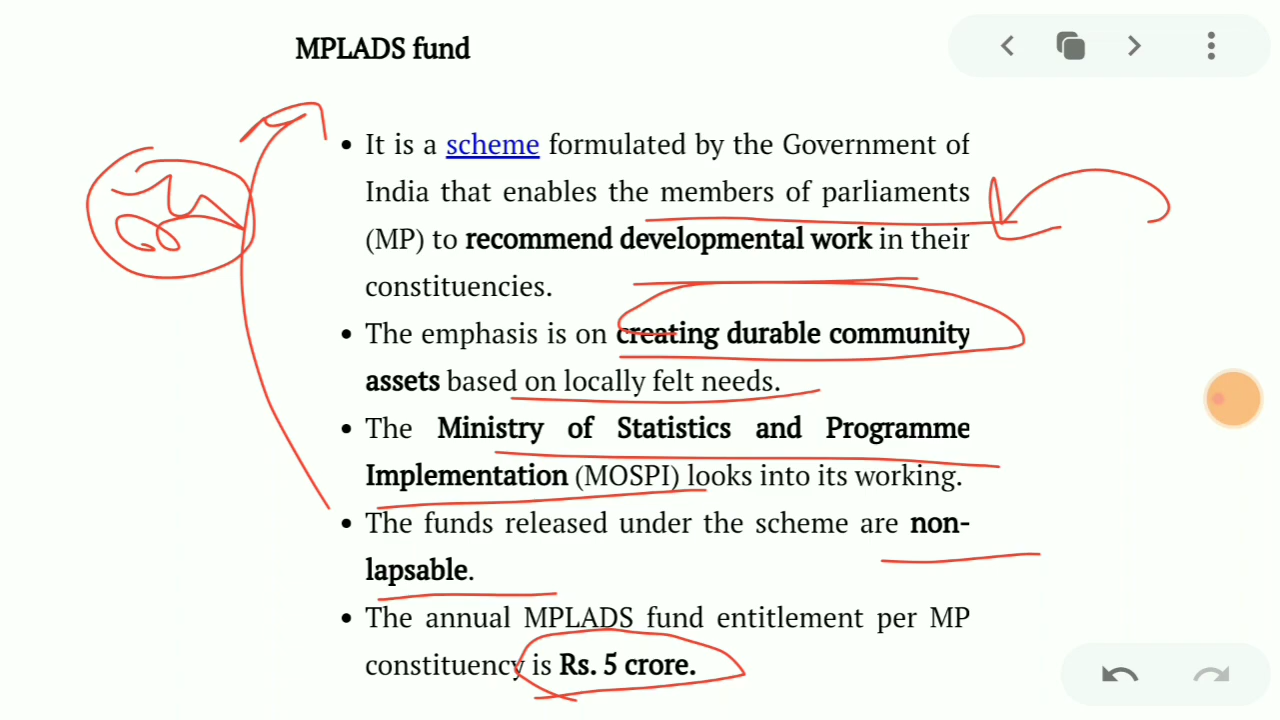 MPLADS fund
• It is a scheme formulated by the Government of
India that enables the members of parliaments
(MP) to recommend developmental work in their
constituencies.
• The emphasis is on creating durable community
assets based on locally felt needs.
• The Ministry of Statistics and Programme
Implementation (MOSPI) looks into its working.
• The funds released under the scheme are non-
lapsable.
• The annual MPLADS fund entitlement per MP
constituency is Rs. 5 crore.